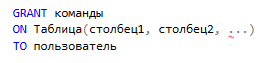 GRANT команды
ON Таблица(столбец1, столбец2, ...)
TO пользователь